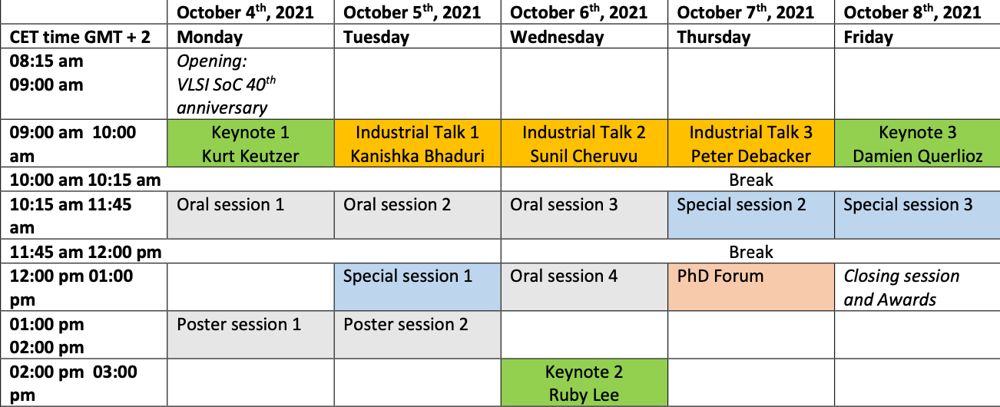 October 4th, 2021 October 5th, 2021 October 6th, 2021 October 7th, 2021 October 8th, 2021
CET time GMT + 2 Monday Tuesday Wednesday Thursday Friday
08:15 am Opening:
09:00 am VLSI SoC 40th
anniversary
09:00 am 10:00 Keynote 1 Industrial Talk 1 Industrial Talk 2 Industrial Talk 3 Keynote 3
am Kurt Keutzer Kanishka Bhaduri Sunil Cheruvu Peter Debacker Damien Querlioz
10:00 am 10:15 am Break
10:15 am 11:45 Oral session 1 Oral session 2 Oral session 3 Special session 2 Special session 3
am
11:45 am 12:00 pm Break
12:00 pm 01:00 Special session 1 Oral session 4 PhD Forum Closing session
pm and Awards
01:00 pm Poster session 1 Poster session 2
02:00 pm
02:00 pm 03:00 Keynote 2
pm Ruby Lee